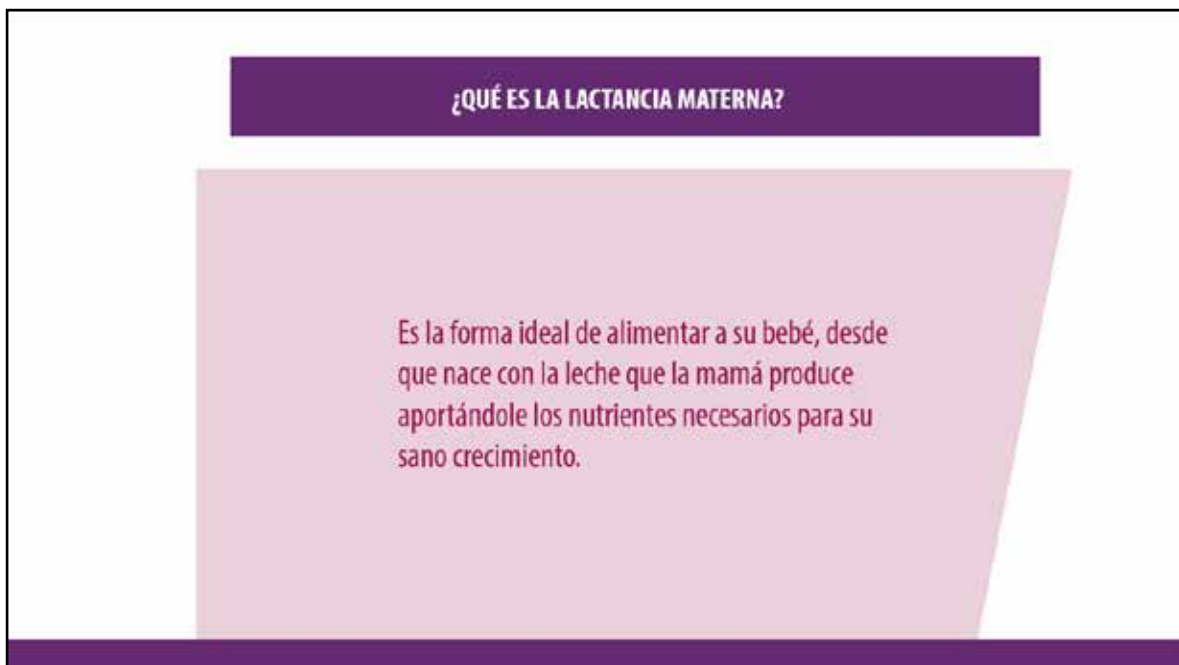 ¿QUÉ ES LA LACTANCIA MATERNA?
Es la forma ideal de alimentar a su bebé, desde
que nace con la leche que la mamá produce
aportándole los nutrientes necesarios para su
sano crecimiento.